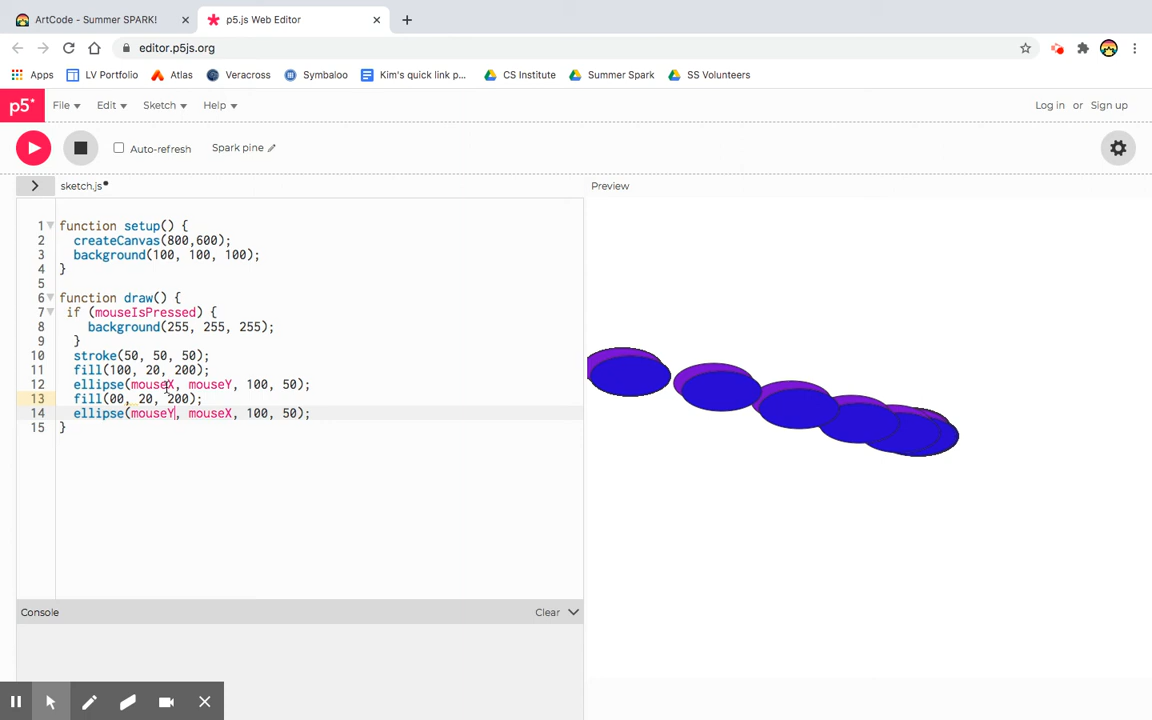 ArtCode - Summer SPARK!
p5.js Web Editor
editor.p5js.org
Apps LV Portfolio Atlas Veracross Symbaloo Kim's quick link p... CS Institute Summer Spark SS Volunteers
p5* File Edit Sketch Help Log in or Sign up
Auto-refresh Spark pine
sketch.js Preview
1 function setup() {
2 createCanvas(800,600);
3 background(100, 100, 100);
4 }
5
6 function draw() {
7 if (mouseIsPressed) {
8 background(255, 255, 255);
9 }
10 stroke(50, 50, 50);
11 fill(100, 20, 200);
12 ellipse(mouseX, mouseY, 100, 50);
13 fill(00, 20, 200);
14 ellipse(mouseY, mouseX, 100, 50);
15 }
Console Clear